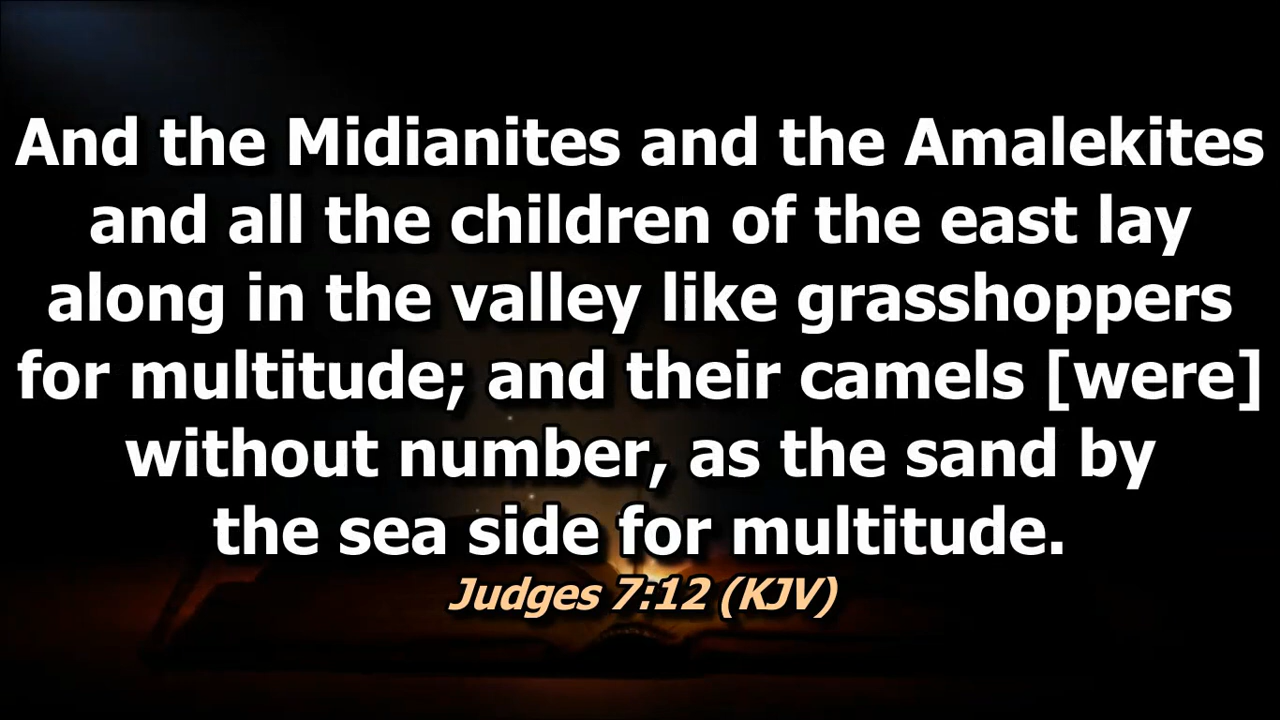 And the Midianites and the Amalekites
and all the children of the east lay
along in the valley like grasshoppers
for multitude; and their camels [were]
without number, as the sand by
the sea side for multitude.
Judges 7:12 (KJV)